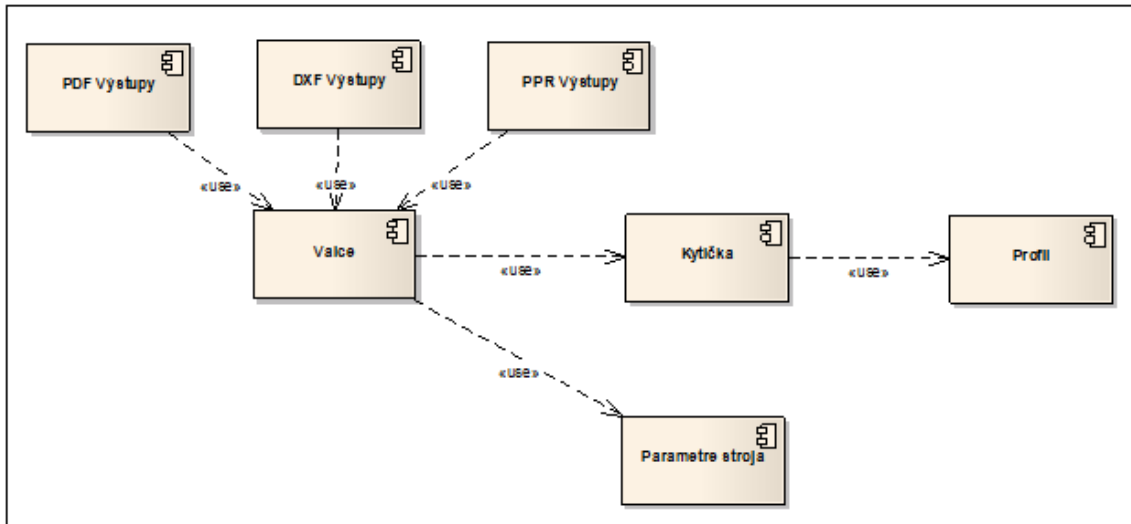 PDF Výstupy
DXF Výstupy
PPR Výstupy
«use»
«use»
«use»
Valce
Kytička
Profil
«use»
«use»
«use»
Parametre stroja